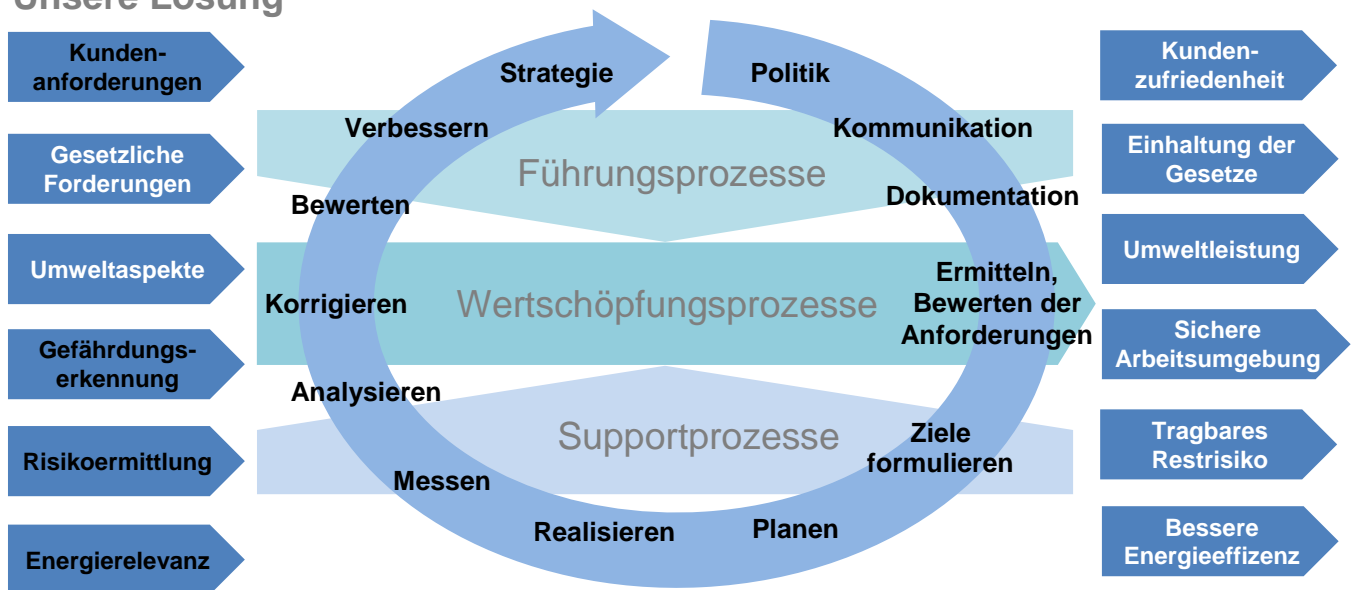 Unsere Lösung
Kunden-
anforderungen
Gesetzliche
Forderungen
Umweltaspekte
Gefährdungs-
erkennung
Risikoermittlung
Energierelevanz
Strategie
Politik
Verbessern
Kommunikation
Führungsprozesse
Bewerten
Dokumentation
Korrigieren
Wertschöpfungsprozesse
Ermitteln,
Bewerten der
Anforderungen
Analysieren
Supportprozesse
Ziele
formulieren
Messen
Realisieren
Planen
Kunden-
zufriedenheit
Einhaltung der
Gesetze
Umweltleistung
Sichere
Arbeitsumgebung
Tragbares
Restrisiko
Bessere
Energieeffizenz